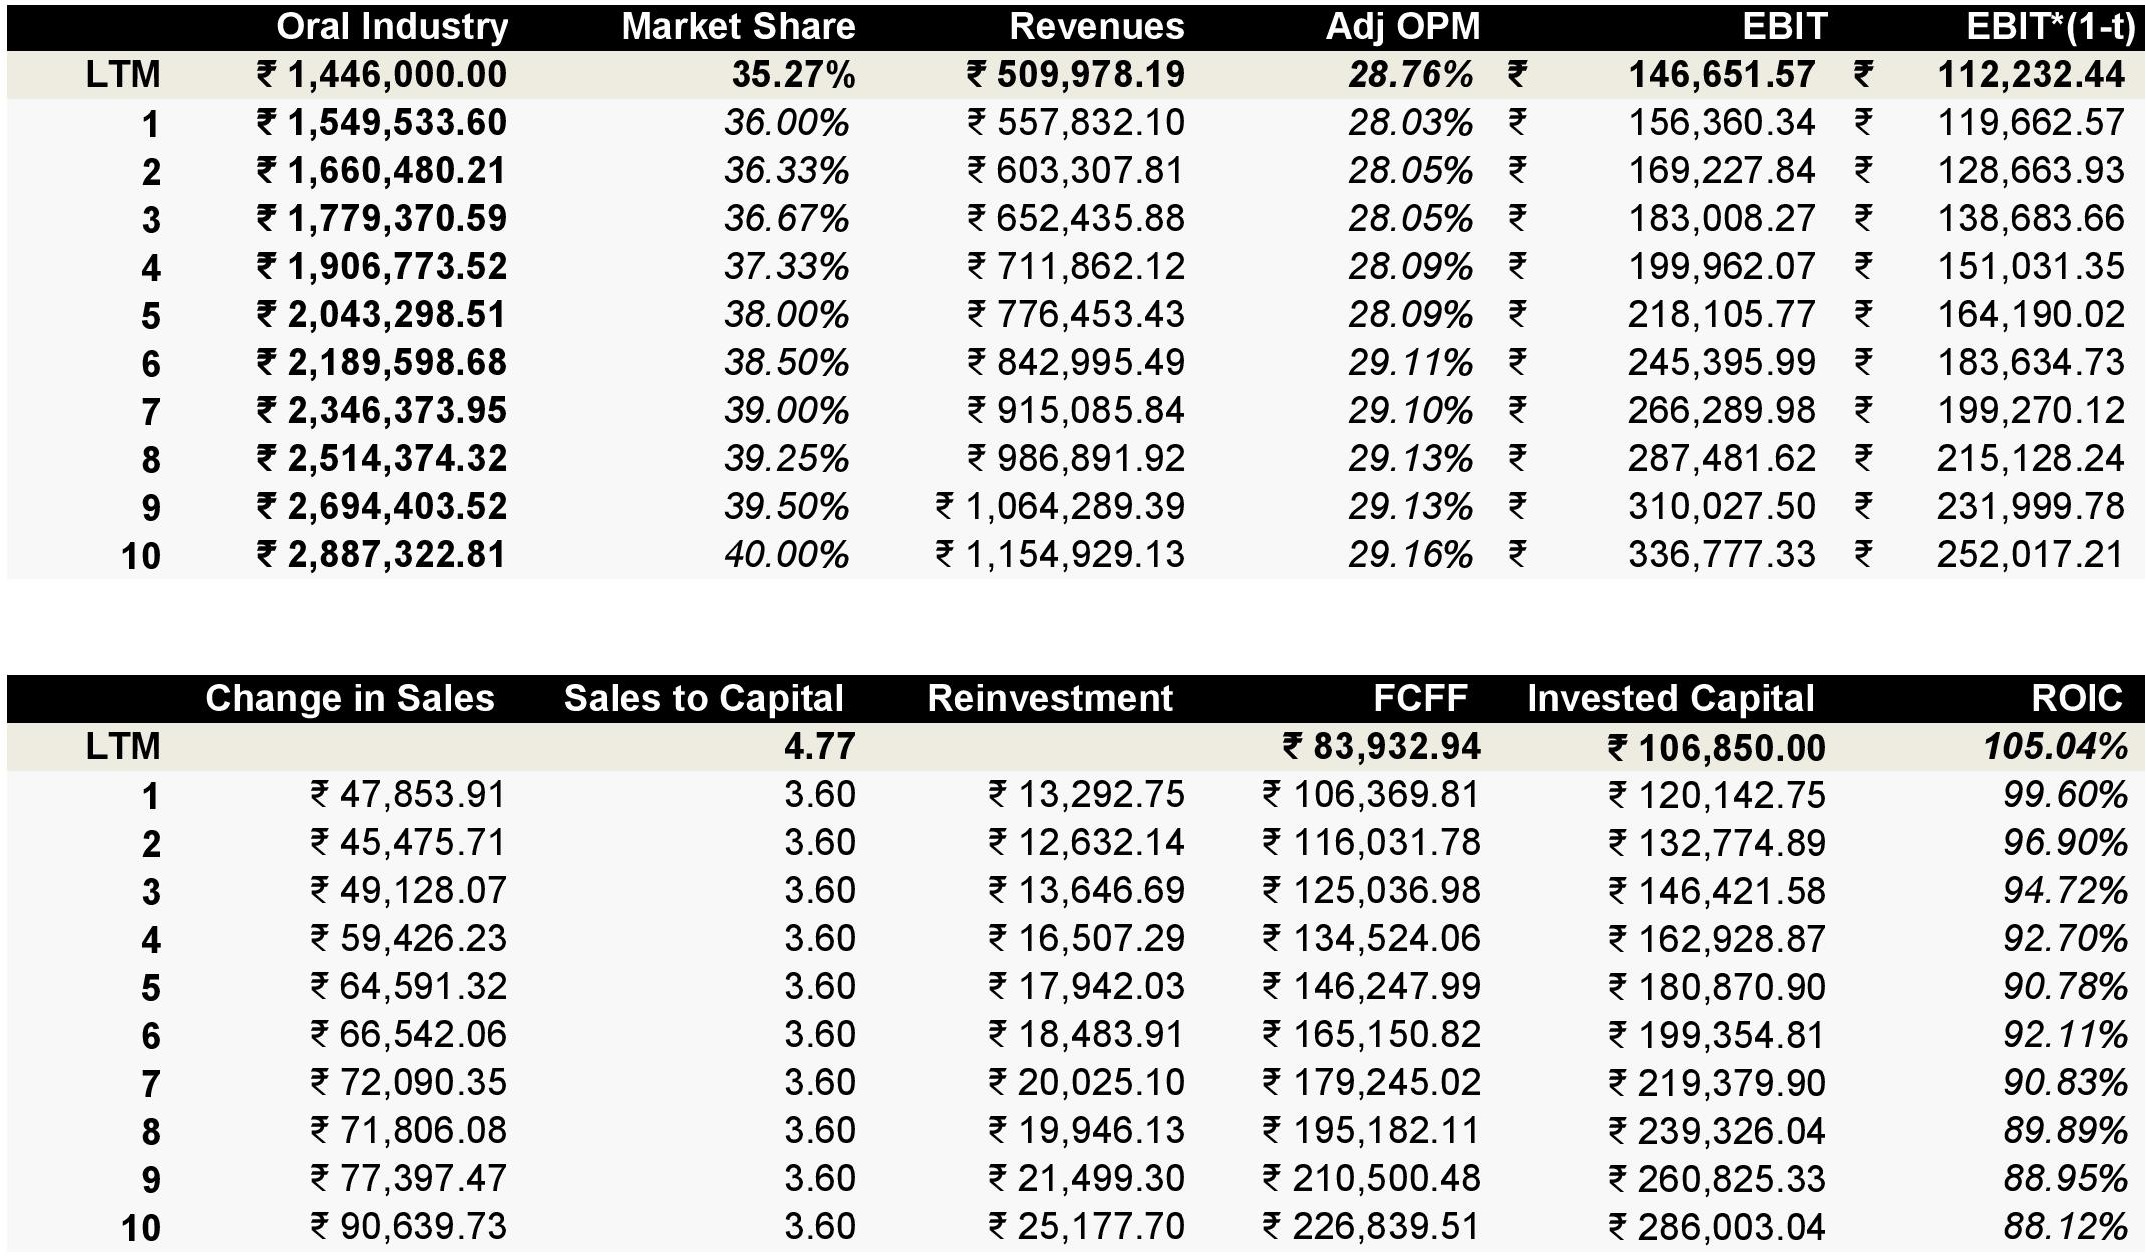 Oral Industry Market Share Revenues Adj OPM EBIT EBIT*(1-t)
LTM ₹ 1,446,000.00 35.27% ₹ 509,978.19 28.76% ₹ 146,651.57 ₹ 112,232.44
1 ₹ 1,549,533.60 36.00% ₹ 557,832.10 28.03% ₹ 156,360.34 ₹ 119,662.57
2 ₹ 1,660,480.21 36.33% ₹ 603,307.81 28.05% ₹ 169,227.84 ₹ 128,663.93
3 ₹ 1,779,370.59 36.67% ₹ 652,435.88 28.05% ₹ 183,008.27 ₹ 138,683.66
4 ₹ 1,906,773.52 37.33% ₹ 711,862.12 28.09% ₹ 199,962.07 ₹ 151,031.35
5 ₹ 2,043,298.51 38.00% ₹ 776,453.43 28.09% ₹ 218,105.77 ₹ 164,190.02
6 ₹ 2,189,598.68 38.50% ₹ 842,995.49 29.11% ₹ 245,395.99 ₹ 183,634.73
7 ₹ 2,346,373.95 39.00% ₹ 915,085.84 29.10% ₹ 266,289.98 ₹ 199,270.12
8 ₹ 2,514,374.32 39.25% ₹ 986,891.92 29.13% ₹ 287,481.62 ₹ 215,128.24
9 ₹ 2,694,403.52 39.50% ₹ 1,064,289.39 29.13% ₹ 310,027.50 ₹ 231,999.78
10 ₹ 2,887,322.81 40.00% ₹ 1,154,929.13 29.16% ₹ 336,777.33 ₹ 252,017.21
Change in Sales Sales to Capital Reinvestment FCFF Invested Capital ROIC
LTM 4.77 ₹ 83,932.94 ₹ 106,850.00 105.04%
1 ₹ 47,853.91 3.60 ₹ 13,292.75 ₹ 106,369.81 ₹ 120,142.75 99.60%
2 ₹ 45,475.71 3.60 ₹ 12,632.14 ₹ 116,031.78 ₹ 132,774.89 96.90%
3 ₹ 49,128.07 3.60 ₹ 13,646.69 ₹ 125,036.98 ₹ 146,421.58 94.72%
4 ₹ 59,426.23 3.60 ₹ 16,507.29 ₹ 134,524.06 ₹ 162,928.87 92.70%
5 ₹ 64,591.32 3.60 ₹ 17,942.03 ₹ 146,247.99 ₹ 180,870.90 90.78%
6 ₹ 66,542.06 3.60 ₹ 18,483.91 ₹ 165,150.82 ₹ 199,354.81 92.11%
7 ₹ 72,090.35 3.60 ₹ 20,025.10 ₹ 179,245.02 ₹ 219,379.90 90.83%
8 ₹ 71,806.08 3.60 ₹ 19,946.13 ₹ 195,182.11 ₹ 239,326.04 89.89%
9 ₹ 77,397.47 3.60 ₹ 21,499.30 ₹ 210,500.48 ₹ 260,825.33 88.95%
10 ₹ 90,639.73 3.60 ₹ 25,177.70 ₹ 226,839.51 ₹ 286,003.04 88.12%